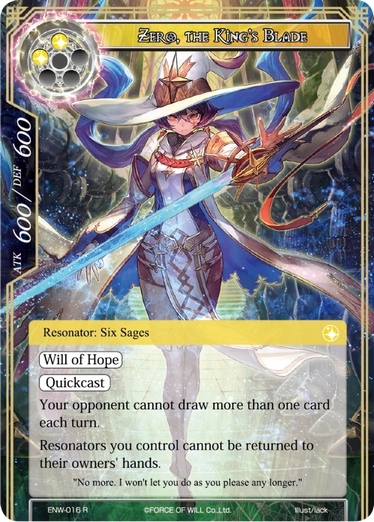 Zero, the King's Blade
ATK 600 / DEF 600
Resonator: Six Sages
Will of Hope
Quickcast
Your opponent cannot draw more than one card
each turn.
Resonators you control cannot be returned to
their owners' hands.
"No more. I won't let you do as you please any longer."
ENW-016 R
©FORCE OF WILL Co.,Ltd.
Illust/lack